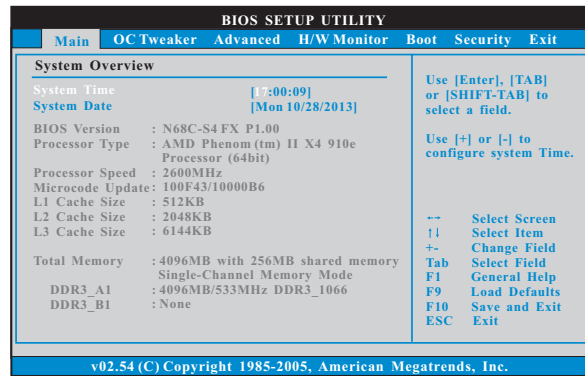 BIOS SETUP UTILITY
Main OC Tweaker Advanced H/W Monitor Boot Security Exit
System Overview
System Time [17:00:09]
System Date [Mon 10/28/2013]
BIOS Version : N68C-S4 FX P1.00
Processor Type : AMD Phenom (tm) II X4 910e
Processor (64bit)
Processor Speed : 2600MHz
Microcode Update : 100F43/10000B6
L1 Cache Size : 512KB
L2 Cache Size : 2048KB
L3 Cache Size : 6144KB
Total Memory : 4096MB with 256MB shared memory
Single-Channel Memory Mode
DDR3_A1 : 4096MB/533MHz DDR3_1066
DDR3_B1 : None
Use [Enter], [TAB]
or [SHIFT-TAB] to
select a field.
Use [+] or [-] to
configure system Time.
←→ Select Screen
↑↓ Select Item
+- Change Field
Tab Select Field
F1 General Help
F9 Load Defaults
F10 Save and Exit
ESC Exit
v02.54 (C) Copyright 1985-2005, American Megatrends, Inc.